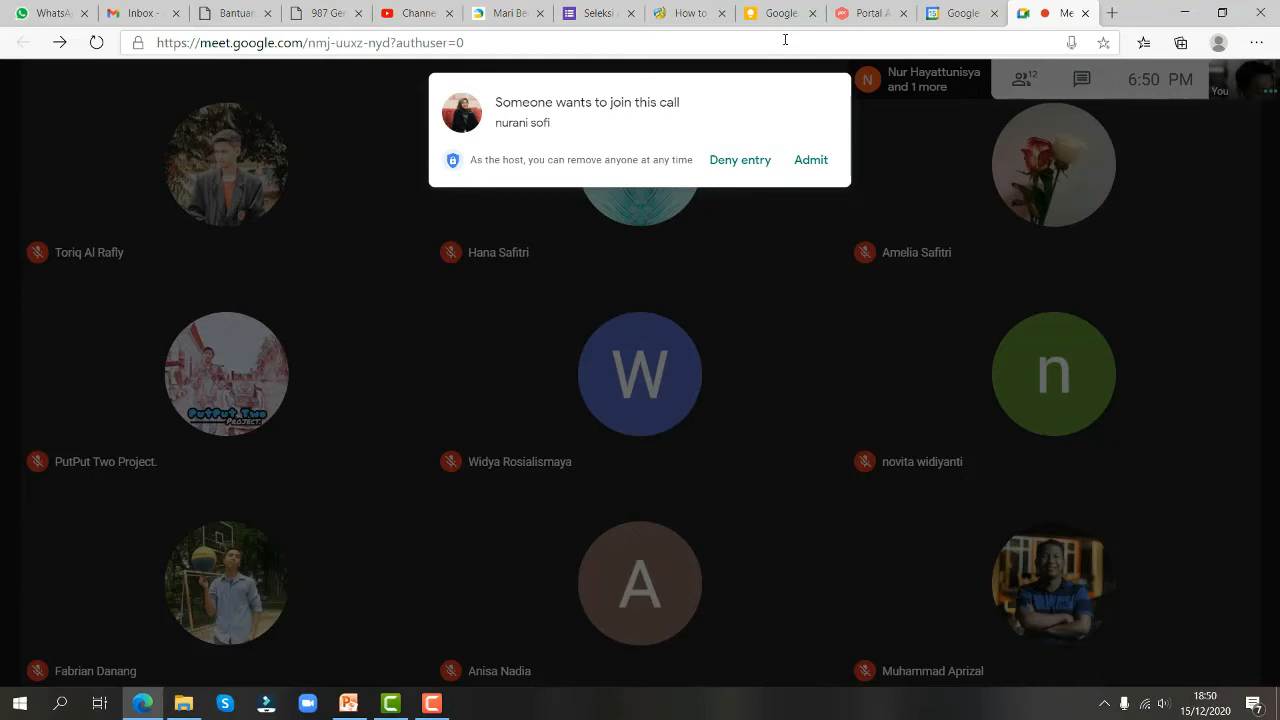 WhatsA
Inbox -
Batuan
Cover
Channe
Mari Be
Seleksi
How to
Google
Portal A
Google
Me
https://meet.google.com/nmj-uuxz-nyd?authuser=0
Someone wants to join this call
nurani sofi
As the host, you can remove anyone at any time
Deny entry
Admit
N
Nur Hayattunisya
and 1 more
12
6:50 PM
You
Toriq Al Rafly
Hana Safitri
Amelia Safitri
PutPut Two
PROJECT.
W
n
PutPut Two Project.
Widya Rosialismaya
novita widiyanti
A
Fabrian Danang
Anisa Nadia
Muhammad Aprizal
18:50
15/12/2020
7